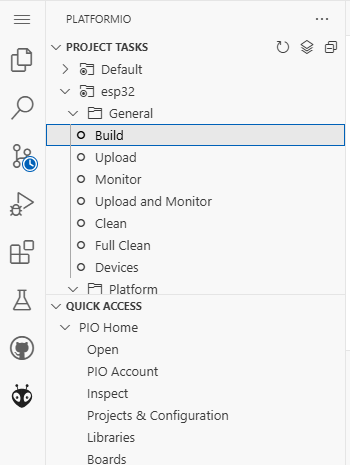 PLATFORMIO
PROJECT TASKS
Default
esp32
General
Build
Upload
Monitor
Upload and Monitor
Clean
Full Clean
Devices
Platform
QUICK ACCESS
PIO Home
Open
PIO Account
Inspect
Projects & Configuration
Libraries
Boards